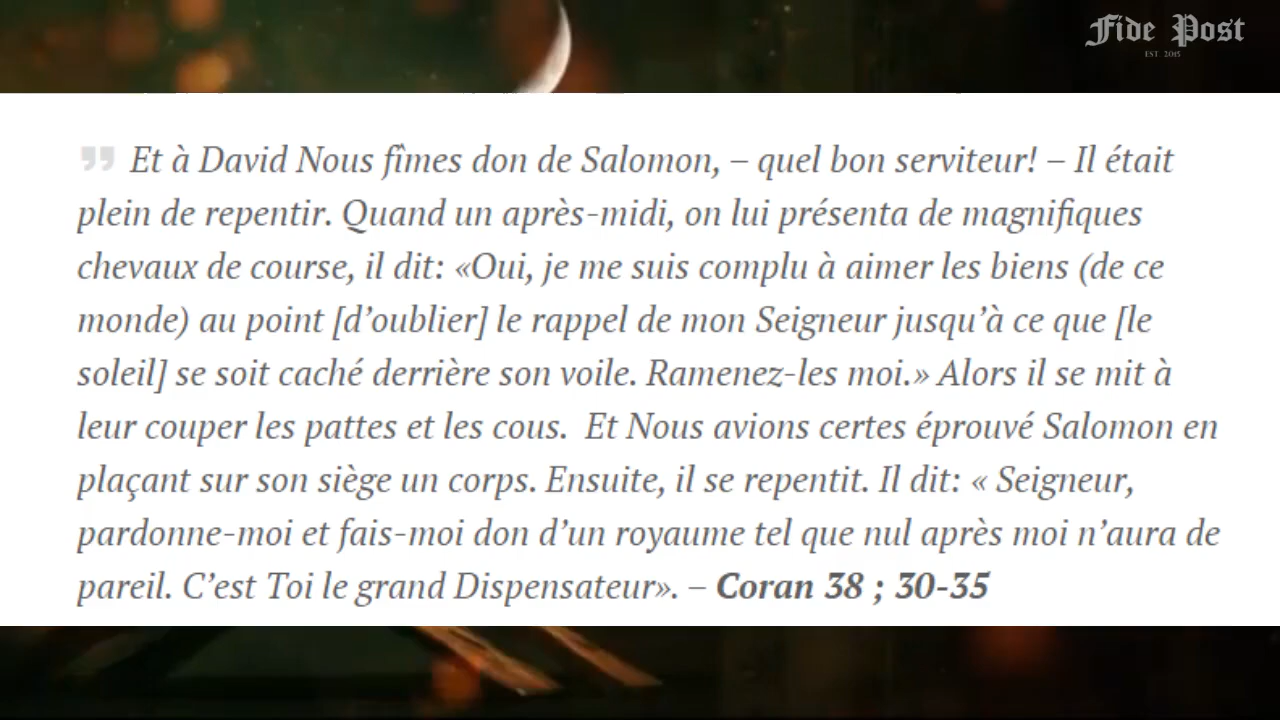 Fide Post
EST. 2015
” Et à David Nous fîmes don de Salomon, – quel bon serviteur! – Il était
plein de repentir. Quand un après-midi, on lui présenta de magnifiques
chevaux de course, il dit: «Oui, je me suis complu à aimer les biens (de ce
monde) au point [d’oublier] le rappel de mon Seigneur jusqu’à ce que [le
soleil] se soit caché derrière son voile. Ramenez-les moi.» Alors il se mit à
leur couper les pattes et les cous.  Et Nous avions certes éprouvé Salomon en
plaçant sur son siège un corps. Ensuite, il se repentit. Il dit: « Seigneur,
pardonne-moi et fais-moi don d’un royaume tel que nul après moi n’aura de
pareil. C’est Toi le grand Dispensateur». – Coran 38 ; 30-35